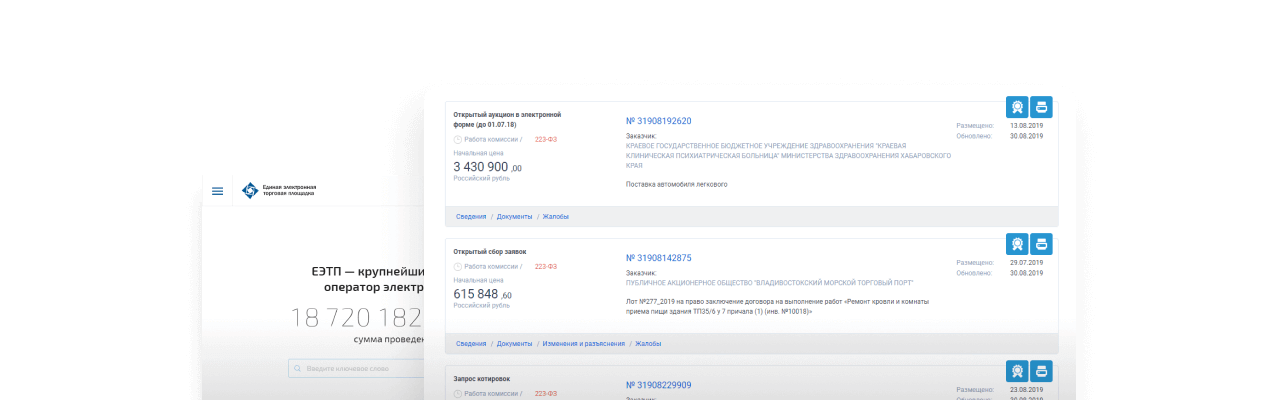 Единая электронная
торговая площадка
ЕЭТП — крупнейши
оператор электр
18 720 182
сумма проведен
Введите ключевое слово
Открытый аукцион в электронной
форме (до 01.07.18)
Работа комиссии / 223-ФЗ
Начальная цена
3 430 900 ,00
Российский рубль
№ 31908192620
Заказчик:
КРАЕВОЕ ГОСУДАРСТВЕННОЕ БЮДЖЕТНОЕ УЧРЕЖДЕНИЕ ЗДРАВООХРАНЕНИЯ "КРАЕВАЯ
КЛИНИЧЕСКАЯ ПСИХИАТРИЧЕСКАЯ БОЛЬНИЦА" МИНИСТЕРСТВА ЗДРАВООХРАНЕНИЯ ХАБАРОВСКОГО
КРАЯ
Поставка автомобиля легкового
Размещено: 13.08.2019
Обновлено: 30.08.2019
Сведения / Документы / Жалобы
Открытый сбор заявок
Работа комиссии / 223-ФЗ
Начальная цена
615 848 ,60
Российский рубль
№ 31908142875
Заказчик:
ПУБЛИЧНОЕ АКЦИОНЕРНОЕ ОБЩЕСТВО "ВЛАДИВОСТОКСКИЙ МОРСКОЙ ТОРГОВЫЙ ПОРТ"
Лот №277_2019 на право заключение договора на выполнение работ «Ремонт кровли и комнаты
приема пищи здания ТП35/6 у 7 причала (1) (инв. №10018)»
Размещено: 29.07.2019
Обновлено: 30.08.2019
Сведения / Документы / Изменения и разъяснения / Жалобы
Запрос котировок
Работа комиссии / 223-ФЗ
№ 31908229909
Заказчик:
Размещено: 23.08.2019
Обновлено: 30.08.2019